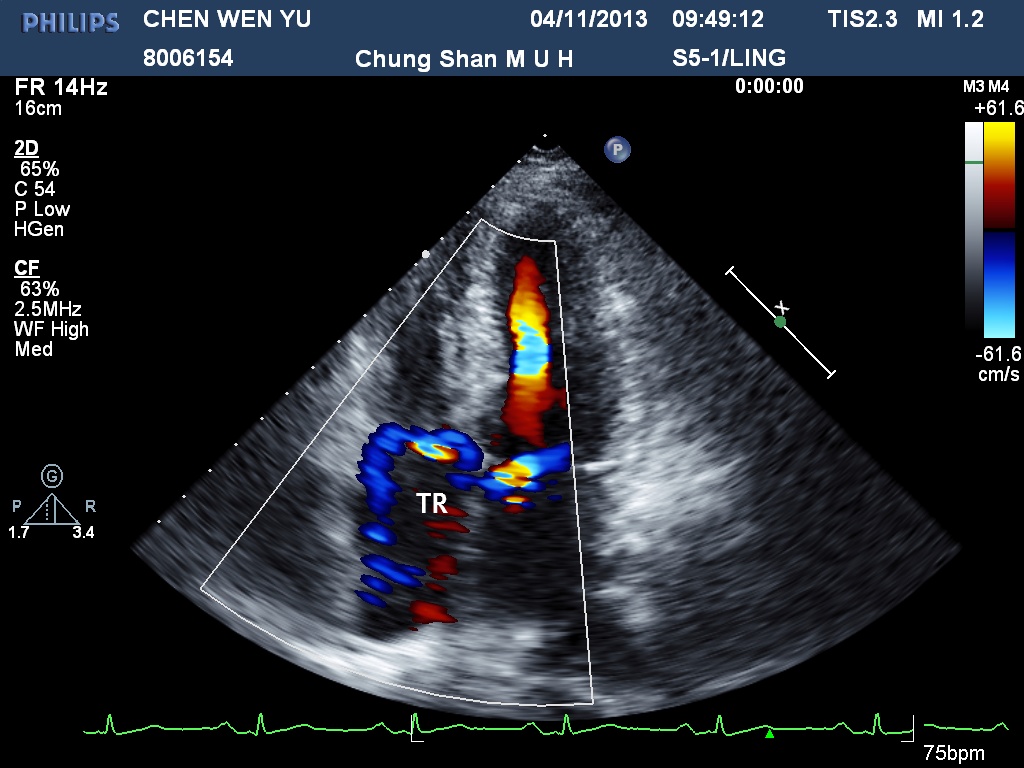 PHILIPS CHEN WEN YU 04/11/2013 09:49:12 TIS2.3 MI 1.2
8006154 Chung Shan M U H S5-1/LING
FR 14Hz 0:00:00 M3 M4
16cm +61.6
P
2D
65%
C 54
P Low
HGen
CF
63%
2.5MHz
WF High
Med
x
-61.6
cm/s
G
P R
1.7 3.4
TR
75bpm